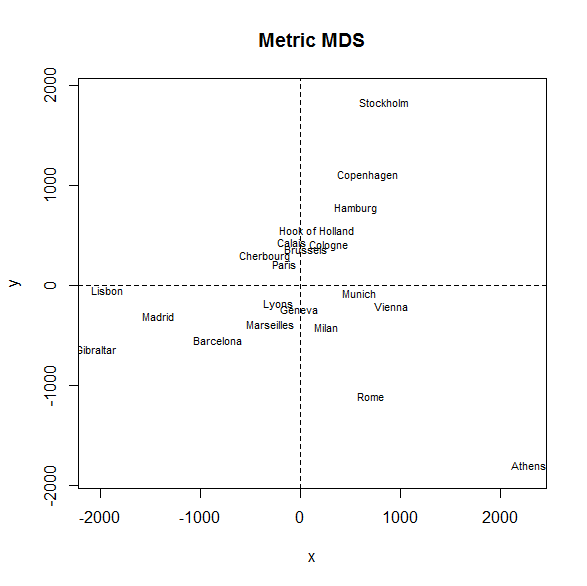 Metric MDS
2000
Stockholm
Copenhagen
1000
Hamburg
Hook of Holland
Calais
Cologne
Brussels
Cherbourg
Paris
y
0
Lisbon
Munich
Lyons
Vienna
Geneva
Madrid
Marseilles
Milan
Barcelona
Gibraltar
-1000
Rome
Athens
-2000
-2000 -1000 0 1000 2000
x